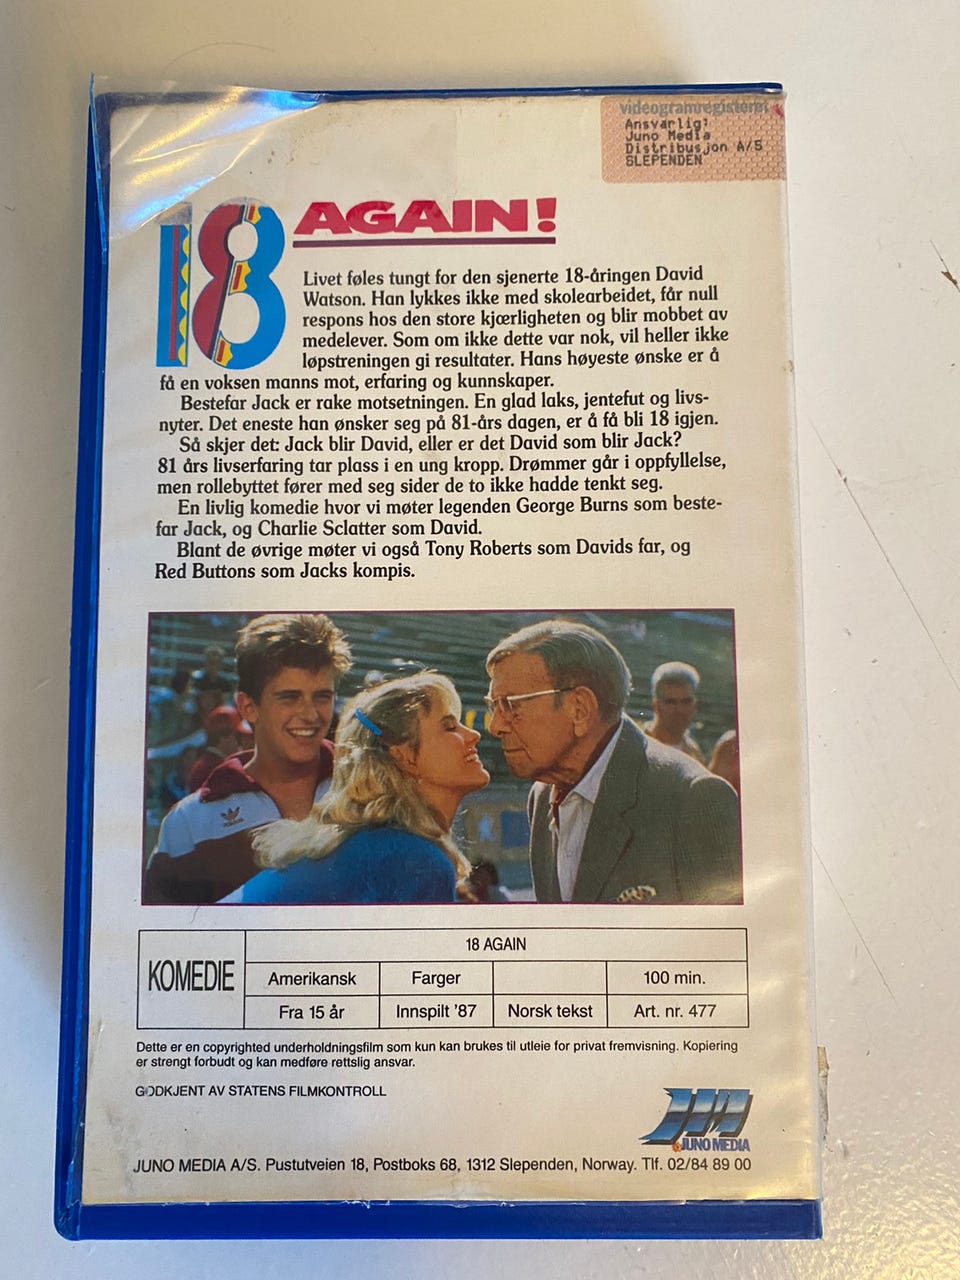 videogramregisteret
Ansvarlig:
Juno Media
Distribusjon A/S
SLEPENDEN
18 AGAIN!
Livet føles tungt for den sjenerte 18-åringen David
Watson. Han lykkes ikke med skolearbeidet, får null
respons hos den store kjærligheten og blir mobbet av
medelever. Som om ikke dette var nok, vil heller ikke
løpstreningen gi resultater. Hans høyeste ønske er å
få en voksen manns mot, erfaring og kunnskaper.
Bestefar Jack er rake motsetningen. En glad laks, jentefut og livs-
nyter. Det eneste han ønsker seg på 81-års dagen, er å få bli 18 igjen.
Så skjer det: Jack blir David, eller er det David som blir Jack?
81 års livserfaring tar plass i en ung kropp. Drømmer går i oppfyllelse,
men rollebyttet fører med seg sider de to ikke hadde tenkt seg.
En livlig komedie hvor vi møter legenden George Burns som beste-
far Jack, og Charlie Sclatter som David.
Blant de øvrige møter vi også Tony Roberts som Davids far, og
Red Buttons som Jacks kompis.
KOMEDIE
18 AGAIN
Amerikansk Farger 100 min.
Fra 15 år Innspilt '87 Norsk tekst Art. nr. 477
Dette er en copyrighted underholdningsfilm som kun kan brukes til utleie for privat fremvisning. Kopiering
er strengt forbudt og kan medføre rettslig ansvar.
GODKJENT AV STATENS FILMKONTROLL
JUNO MEDIA
JUNO MEDIA A/S. Pustutveien 18, Postboks 68, 1312 Slependen, Norway. Tlf. 02/84 89 00